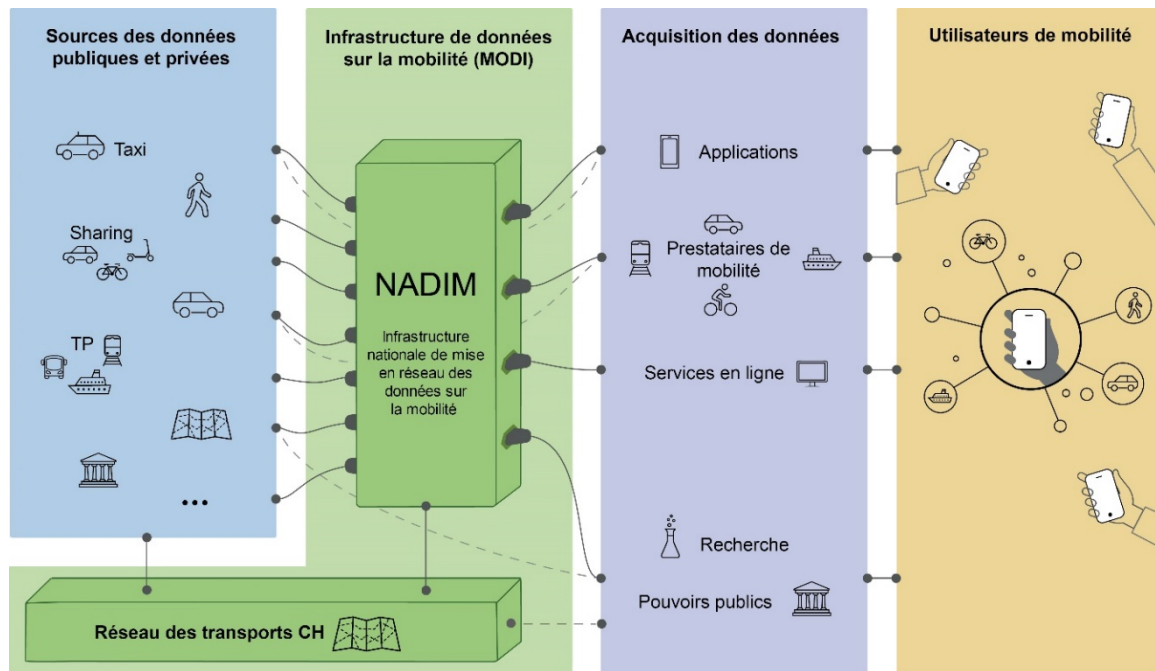 Sources des données
publiques et privées
Taxi
Sharing
TP
...
Infrastructure de données
sur la mobilité (MODI)
NADIM
Infrastructure
nationale de mise
en réseau des
données sur
la mobilité
Réseau des transports CH
Acquisition des données
Applications
Prestataires de
mobilité
Services en ligne
Recherche
Pouvoirs publics
Utilisateurs de mobilité